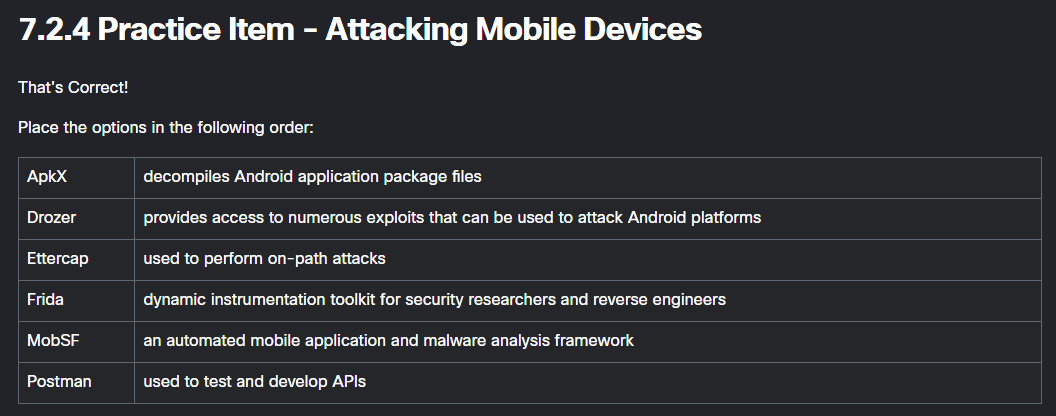 7.2.4 Practice Item - Attacking Mobile Devices
That's Correct!
Place the options in the following order:
ApkX decompiles Android application package files
Drozer provides access to numerous exploits that can be used to attack Android platforms
Ettercap used to perform on-path attacks
Frida dynamic instrumentation toolkit for security researchers and reverse engineers
MobSF an automated mobile application and malware analysis framework
Postman used to test and develop APIs